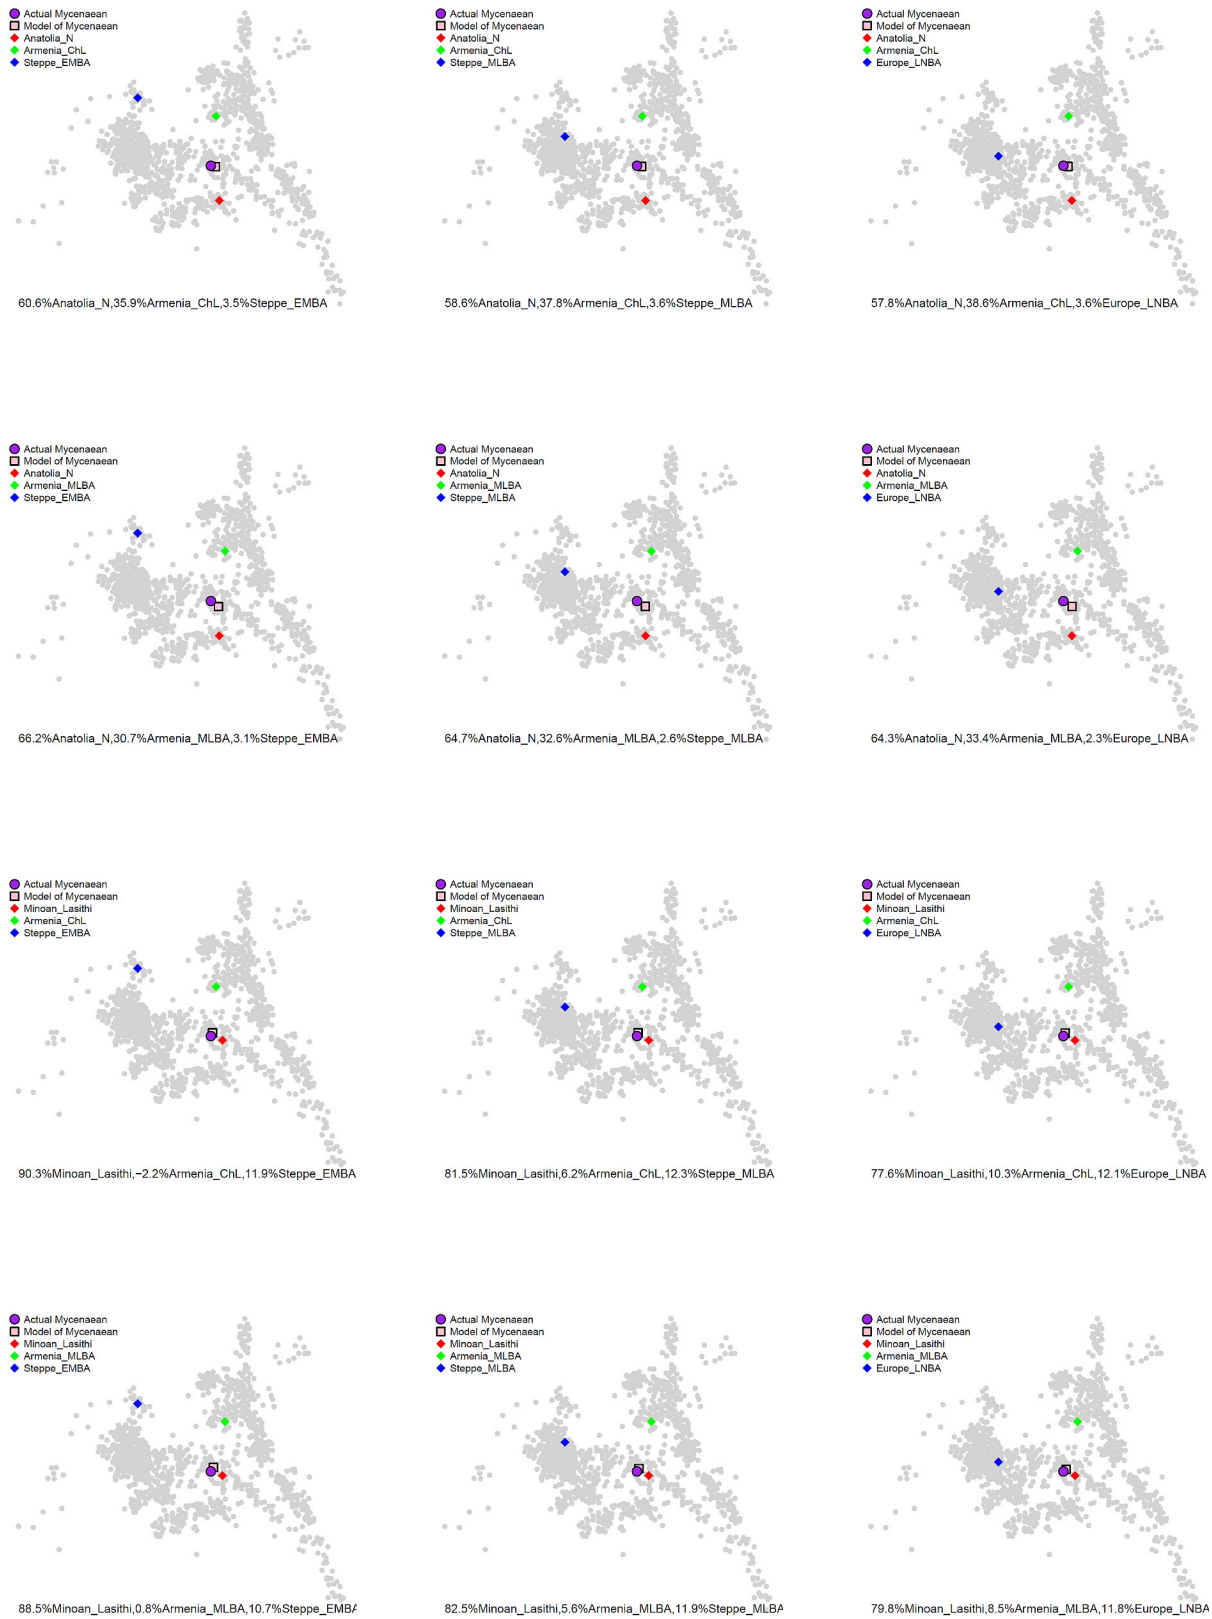 Actual Mycenaean
Model of Mycenaean
Anatolia_N
Armenia_ChL
Steppe_EMBA
60.6%Anatolia_N,35.9%Armenia_ChL,3.5%Steppe_EMBA
Actual Mycenaean
Model of Mycenaean
Anatolia_N
Armenia_ChL
Steppe_MLBA
58.6%Anatolia_N,37.8%Armenia_ChL,3.6%Steppe_MLBA
Actual Mycenaean
Model of Mycenaean
Anatolia_N
Armenia_ChL
Europe_LNBA
57.8%Anatolia_N,38.6%Armenia_ChL,3.6%Europe_LNBA
Actual Mycenaean
Model of Mycenaean
Anatolia_N
Armenia_MLBA
Steppe_EMBA
66.2%Anatolia_N,30.7%Armenia_MLBA,3.1%Steppe_EMBA
Actual Mycenaean
Model of Mycenaean
Anatolia_N
Armenia_MLBA
Steppe_MLBA
64.7%Anatolia_N,32.6%Armenia_MLBA,2.6%Steppe_MLBA
Actual Mycenaean
Model of Mycenaean
Anatolia_N
Armenia_MLBA
Europe_LNBA
64.3%Anatolia_N,33.4%Armenia_MLBA,2.3%Europe_LNBA
Actual Mycenaean
Model of Mycenaean
Minoan_Lasithi
Armenia_ChL
Steppe_EMBA
90.3%Minoan_Lasithi,−2.2%Armenia_ChL,11.9%Steppe_EMBA
Actual Mycenaean
Model of Mycenaean
Minoan_Lasithi
Armenia_ChL
Steppe_MLBA
81.5%Minoan_Lasithi,6.2%Armenia_ChL,12.3%Steppe_MLBA
Actual Mycenaean
Model of Mycenaean
Minoan_Lasithi
Armenia_ChL
Europe_LNBA
77.6%Minoan_Lasithi,10.3%Armenia_ChL,12.1%Europe_LNBA
Actual Mycenaean
Model of Mycenaean
Minoan_Lasithi
Armenia_MLBA
Steppe_EMBA
88.5%Minoan_Lasithi,0.8%Armenia_MLBA,10.7%Steppe_EMBA
Actual Mycenaean
Model of Mycenaean
Minoan_Lasithi
Armenia_MLBA
Steppe_MLBA
82.5%Minoan_Lasithi,5.6%Armenia_MLBA,11.9%Steppe_MLBA
Actual Mycenaean
Model of Mycenaean
Minoan_Lasithi
Armenia_MLBA
Europe_LNBA
79.8%Minoan_Lasithi,8.5%Armenia_MLBA,11.8%Europe_LNBA